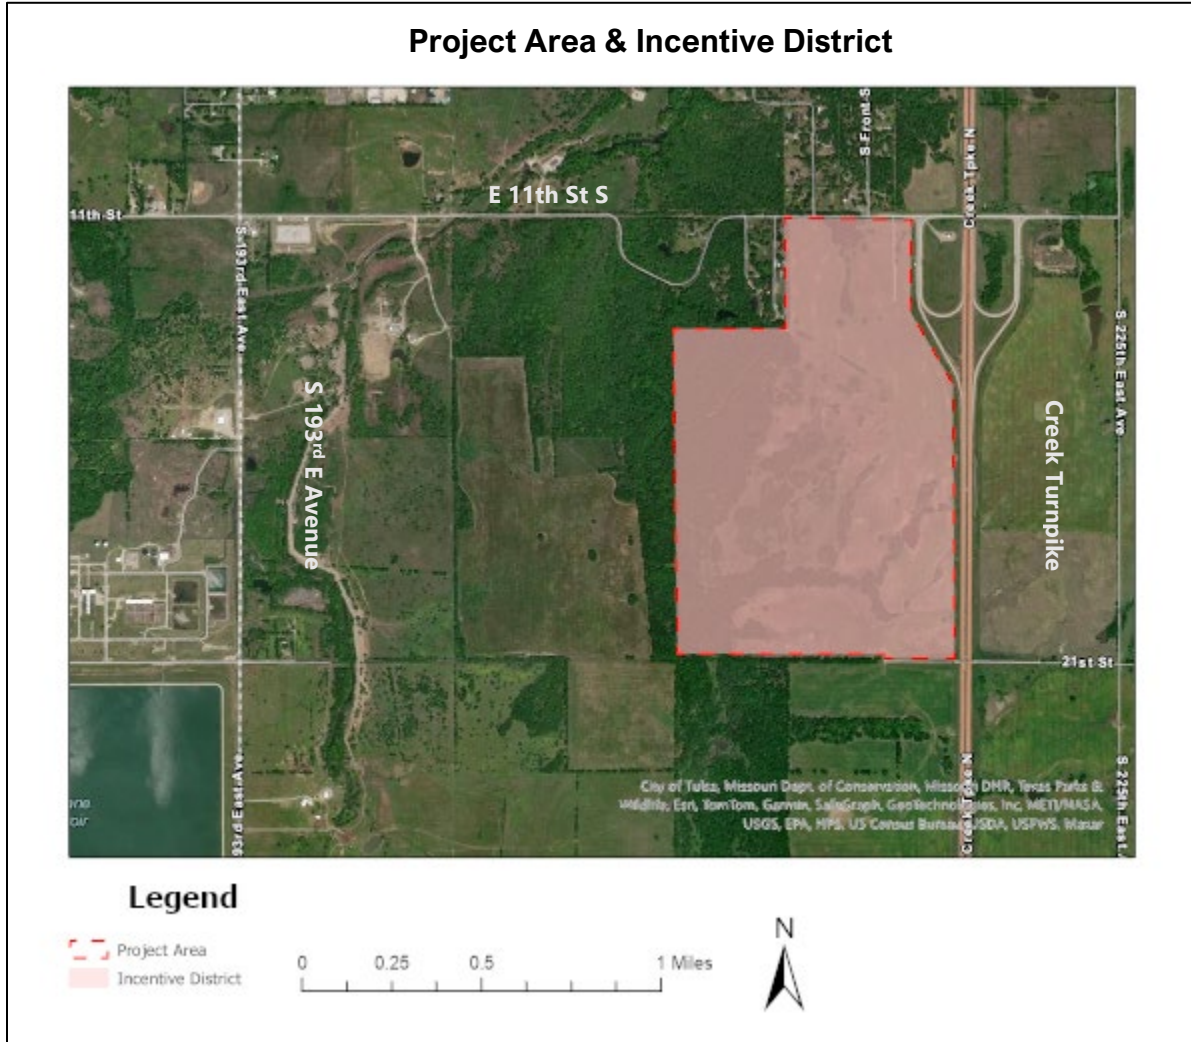 Project Area & Incentive District
S Front S
Creek Tpke N
E 11th St S
11th St
S 193rd East Ave
S 225th East Ave
S 193rd E Avenue
Creek Turnpike
21st St
93rd East Ave
Creek Tpke N
S 225th East
City of Tulsa, Missouri Dept. of Conservation, Missouri DNR, Texas Parks &
Wildlife, Esri, TomTom, Garmin, SafeGraph, GeoTechnologies, Inc, METI/NASA,
USGS, EPA, NPS, US Census Bureau, USDA, USFWS, Maxar
Legend
Project Area
Incentive District
0 0.25 0.5 1 Miles
N